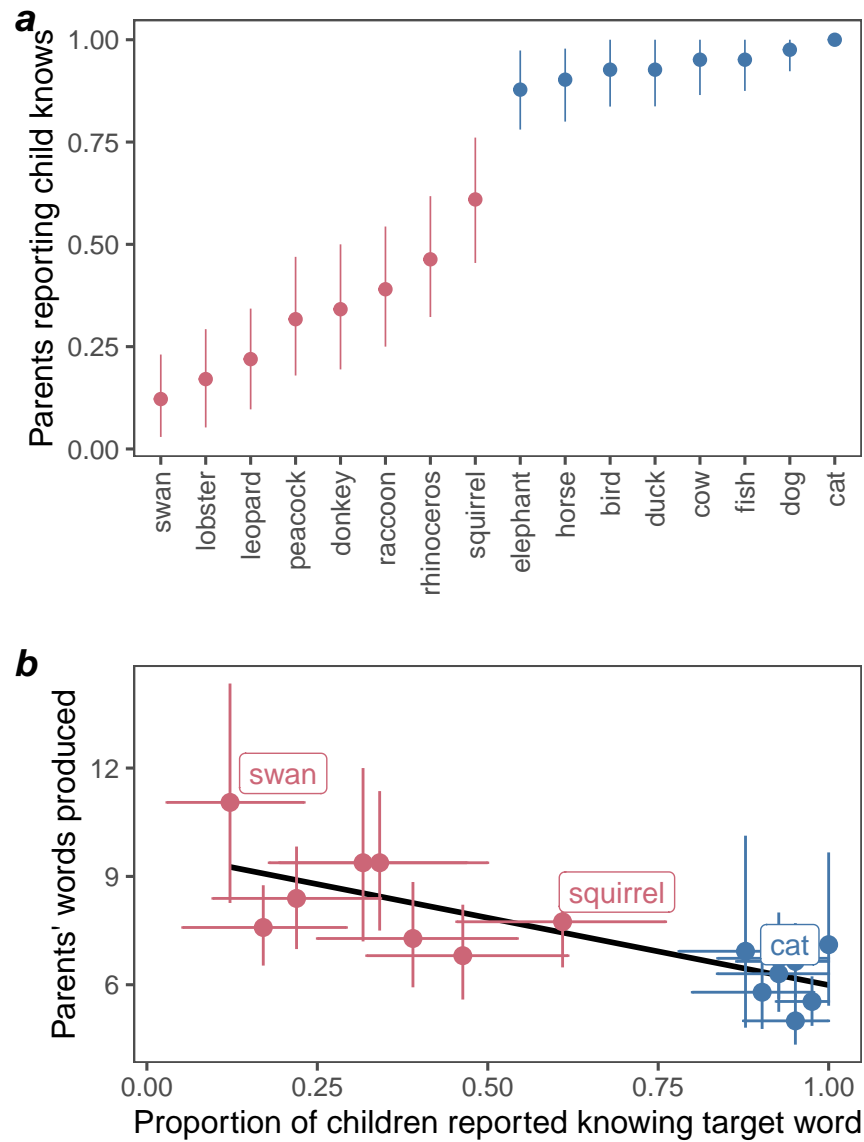 a
Parents reporting child knows
1.00
0.75
0.50
0.25
0.00
swan
lobster
leopard
peacock
donkey
raccoon
rhinoceros
squirrel
elephant
horse
bird
duck
cow
fish
dog
cat
b
Parents' words produced
12
9
6
swan
squirrel
cat
0.00 0.25 0.50 0.75 1.00
Proportion of children reported knowing target word